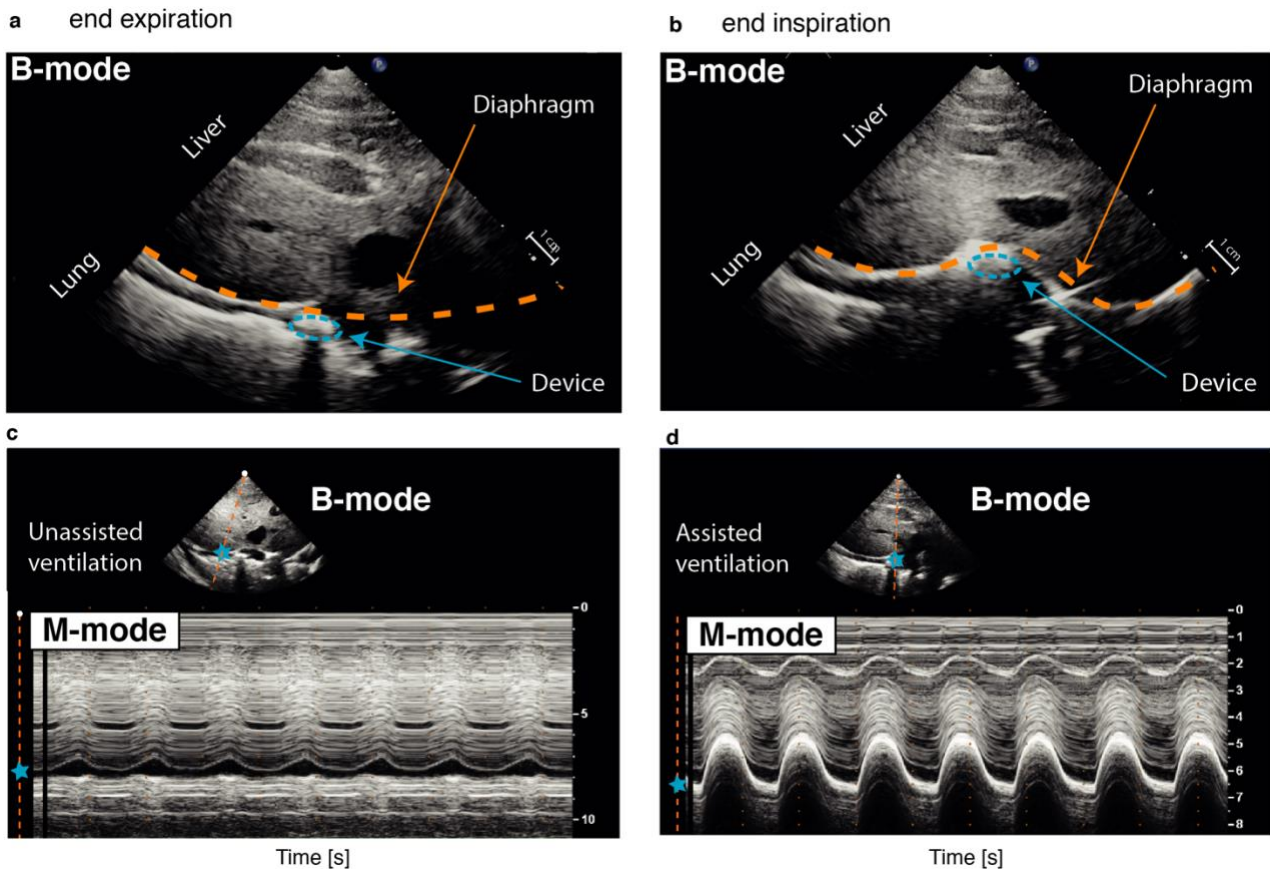 a end expiration
B-mode
Liver
Lung
Diaphragm
1 cm
Device
b end inspiration
B-mode
Liver
Lung
Diaphragm
1 cm
Device
c
B-mode
Unassisted
ventilation
M-mode
0
5
10
Time [s]
d
B-mode
Assisted
ventilation
M-mode
0
1
2
3
4
5
6
7
8
Time [s]